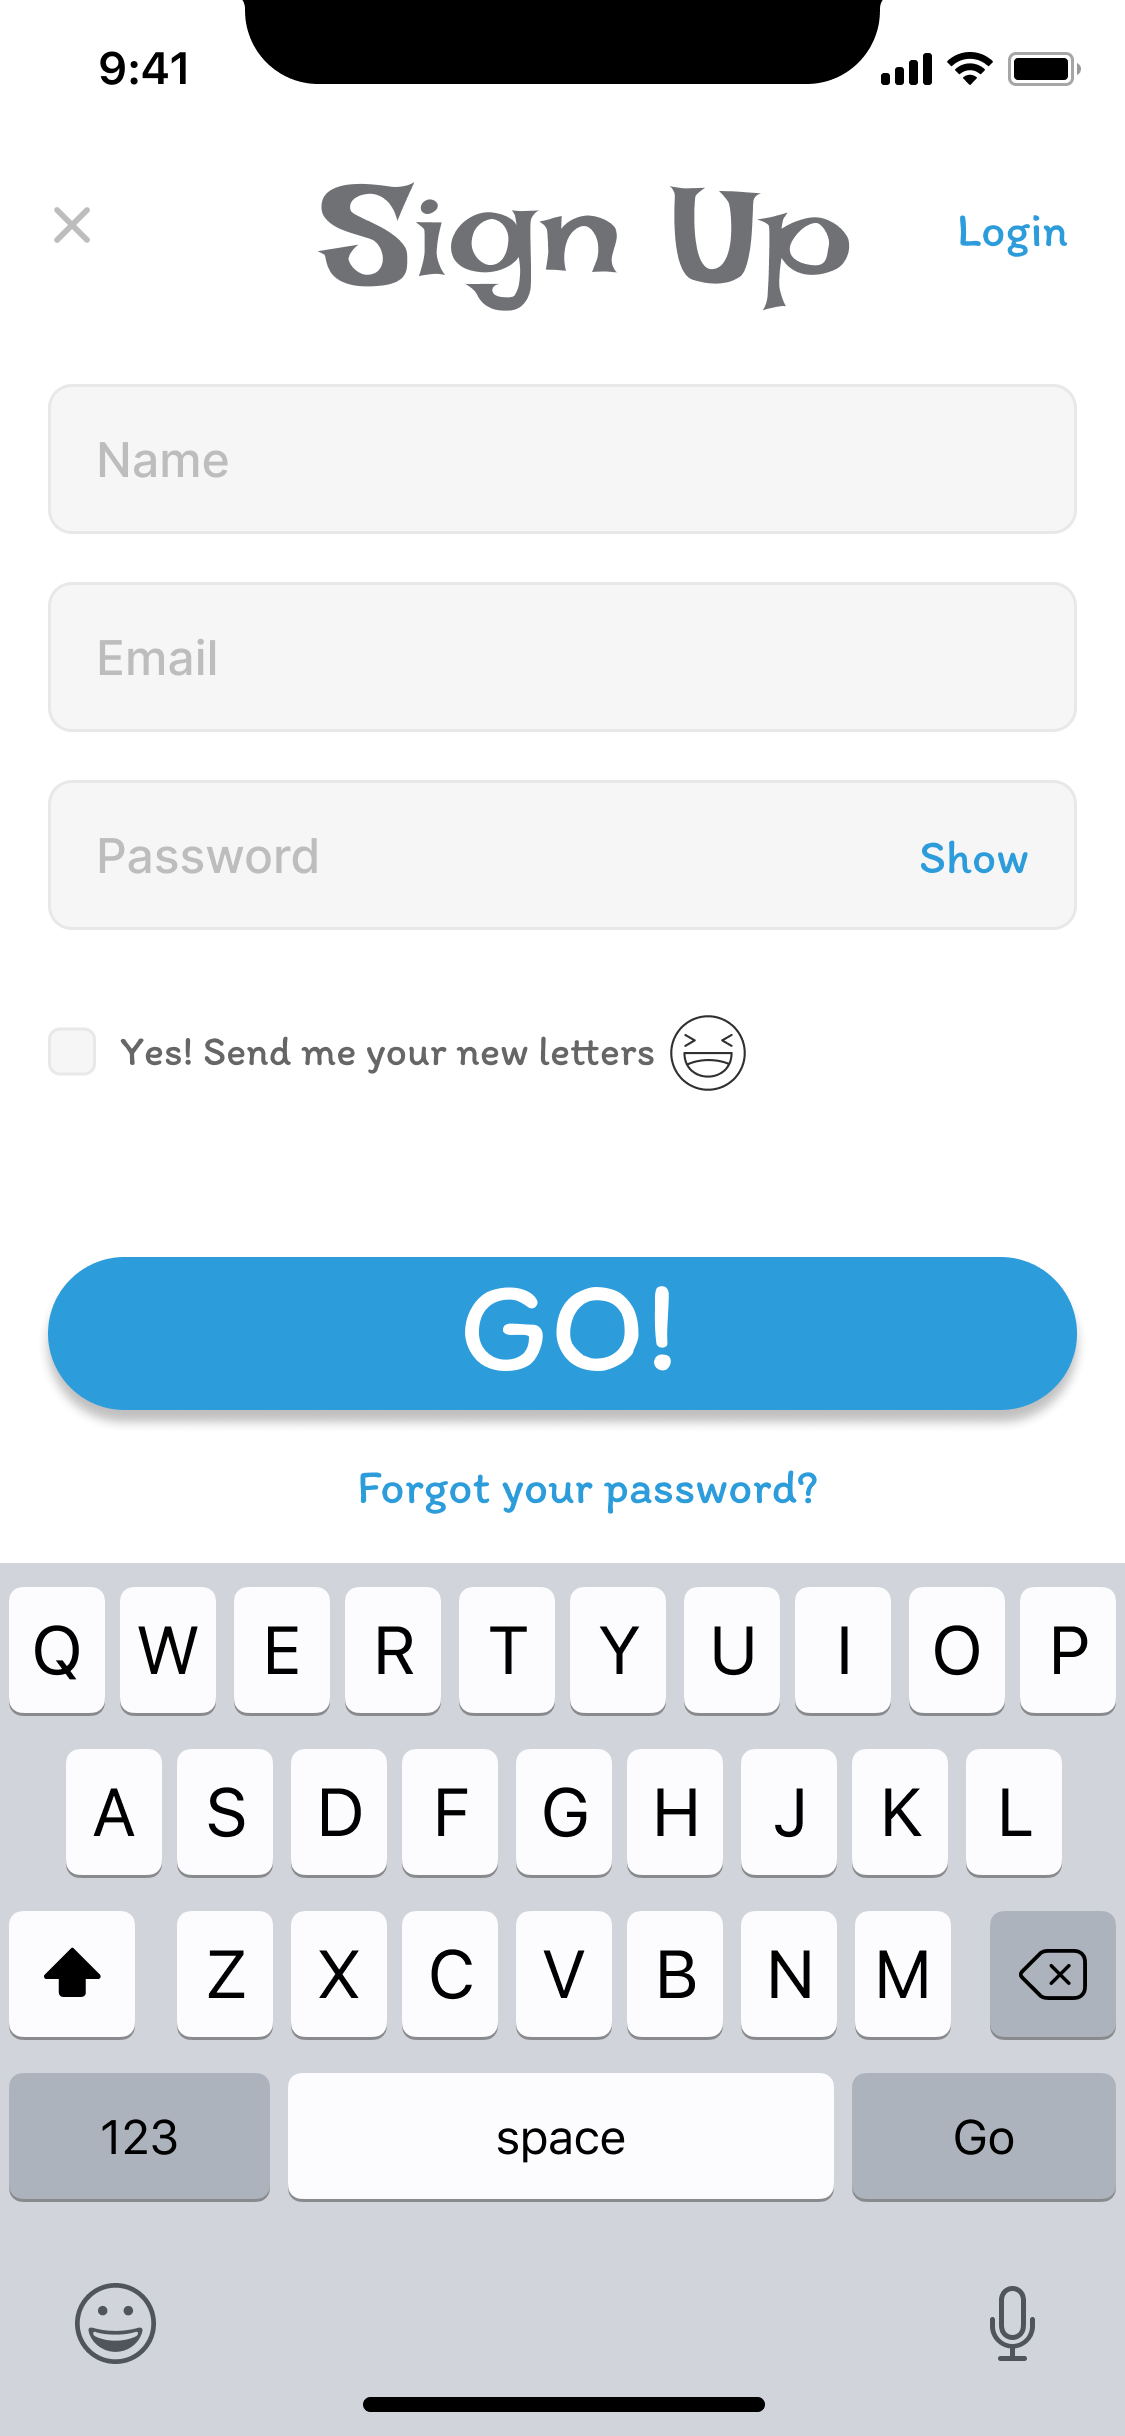 9:41
Sign Up
Login
Name
Email
Password
Show
Yes! Send me your new letters
GO!
Forgot your password?
Q W E R T Y U I O P
A S D F G H J K L
Z X C V B N M
123 space Go